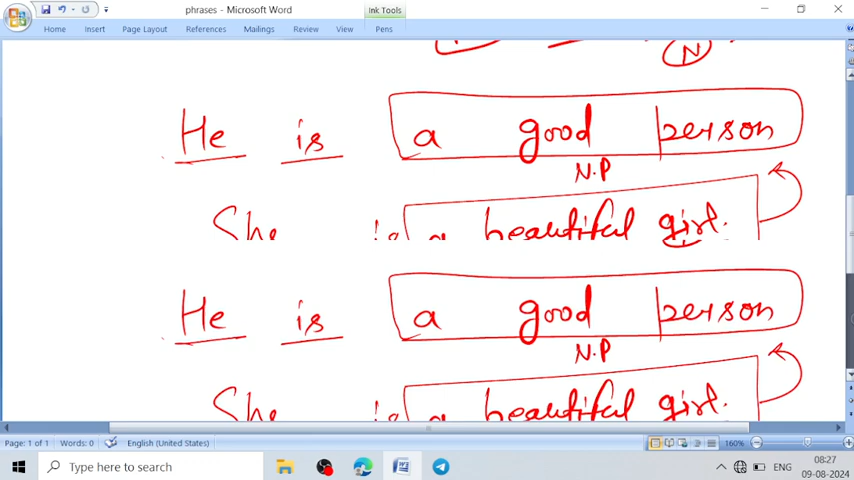 phrases - Microsoft Word Ink Tools
Home Insert Page Layout References Mailings Review View Pens
N
He is a good person
N.P
She is a beautiful girl.
He is a good person
N.P
She is a beautiful girl.
Page: 1 of 1 Words: 0 English (United States) 160%
Type here to search ENG 08:27
09-08-2024